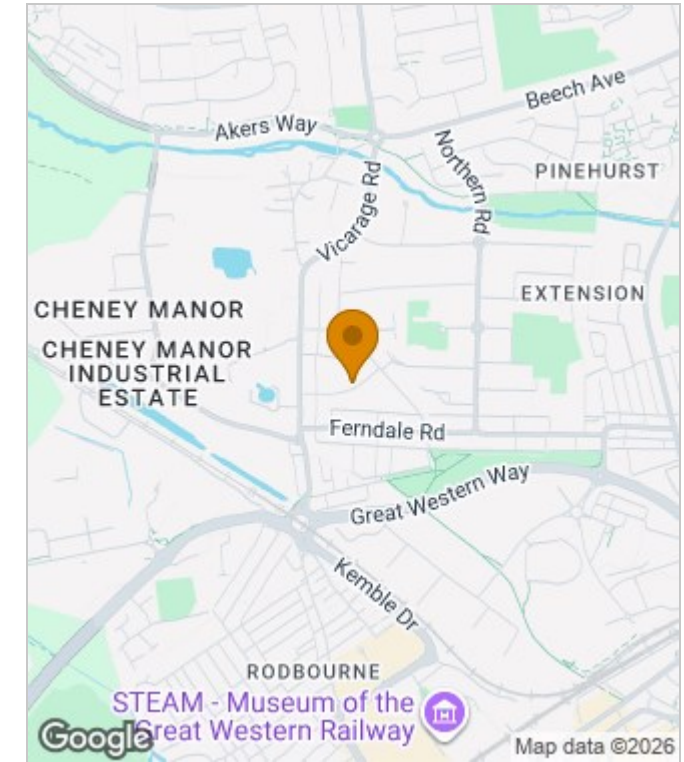 Beech Ave
Akers Way
Northern Rd
PINEHURST
Vicarage Rd
EXTENSION
CHENEY MANOR
CHENEY MANOR
INDUSTRIAL
ESTATE
Ferndale Rd
Great Western Way
Kemble Dr
RODBOURNE
STEAM - Museum of the
Great Western Railway
Google
Map data ©2026